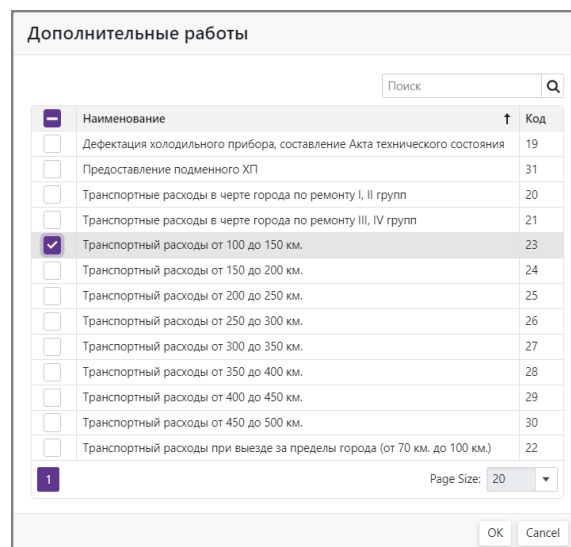 Дополнительные работы
Поиск
Наименование ↑ Код
Дефектация холодильного прибора, составление Акта технического состояния 19
Предоставление подменного ХП 31
Транспортные расходы в черте города по ремонту I, II групп 20
Транспортные расходы в черте города по ремонту III, IV групп 21
Транспортный расходы от 100 до 150 км. 23
Транспортный расходы от 150 до 200 км. 24
Транспортный расходы от 200 до 250 км. 25
Транспортный расходы от 250 до 300 км. 26
Транспортный расходы от 300 до 350 км. 27
Транспортный расходы от 350 до 400 км. 28
Транспортный расходы от 400 до 450 км. 29
Транспортный расходы от 450 до 500 км. 30
Транспортный расходы при выезде за пределы города (от 70 км. до 100 км.) 22
1 Page Size: 20
OK Cancel